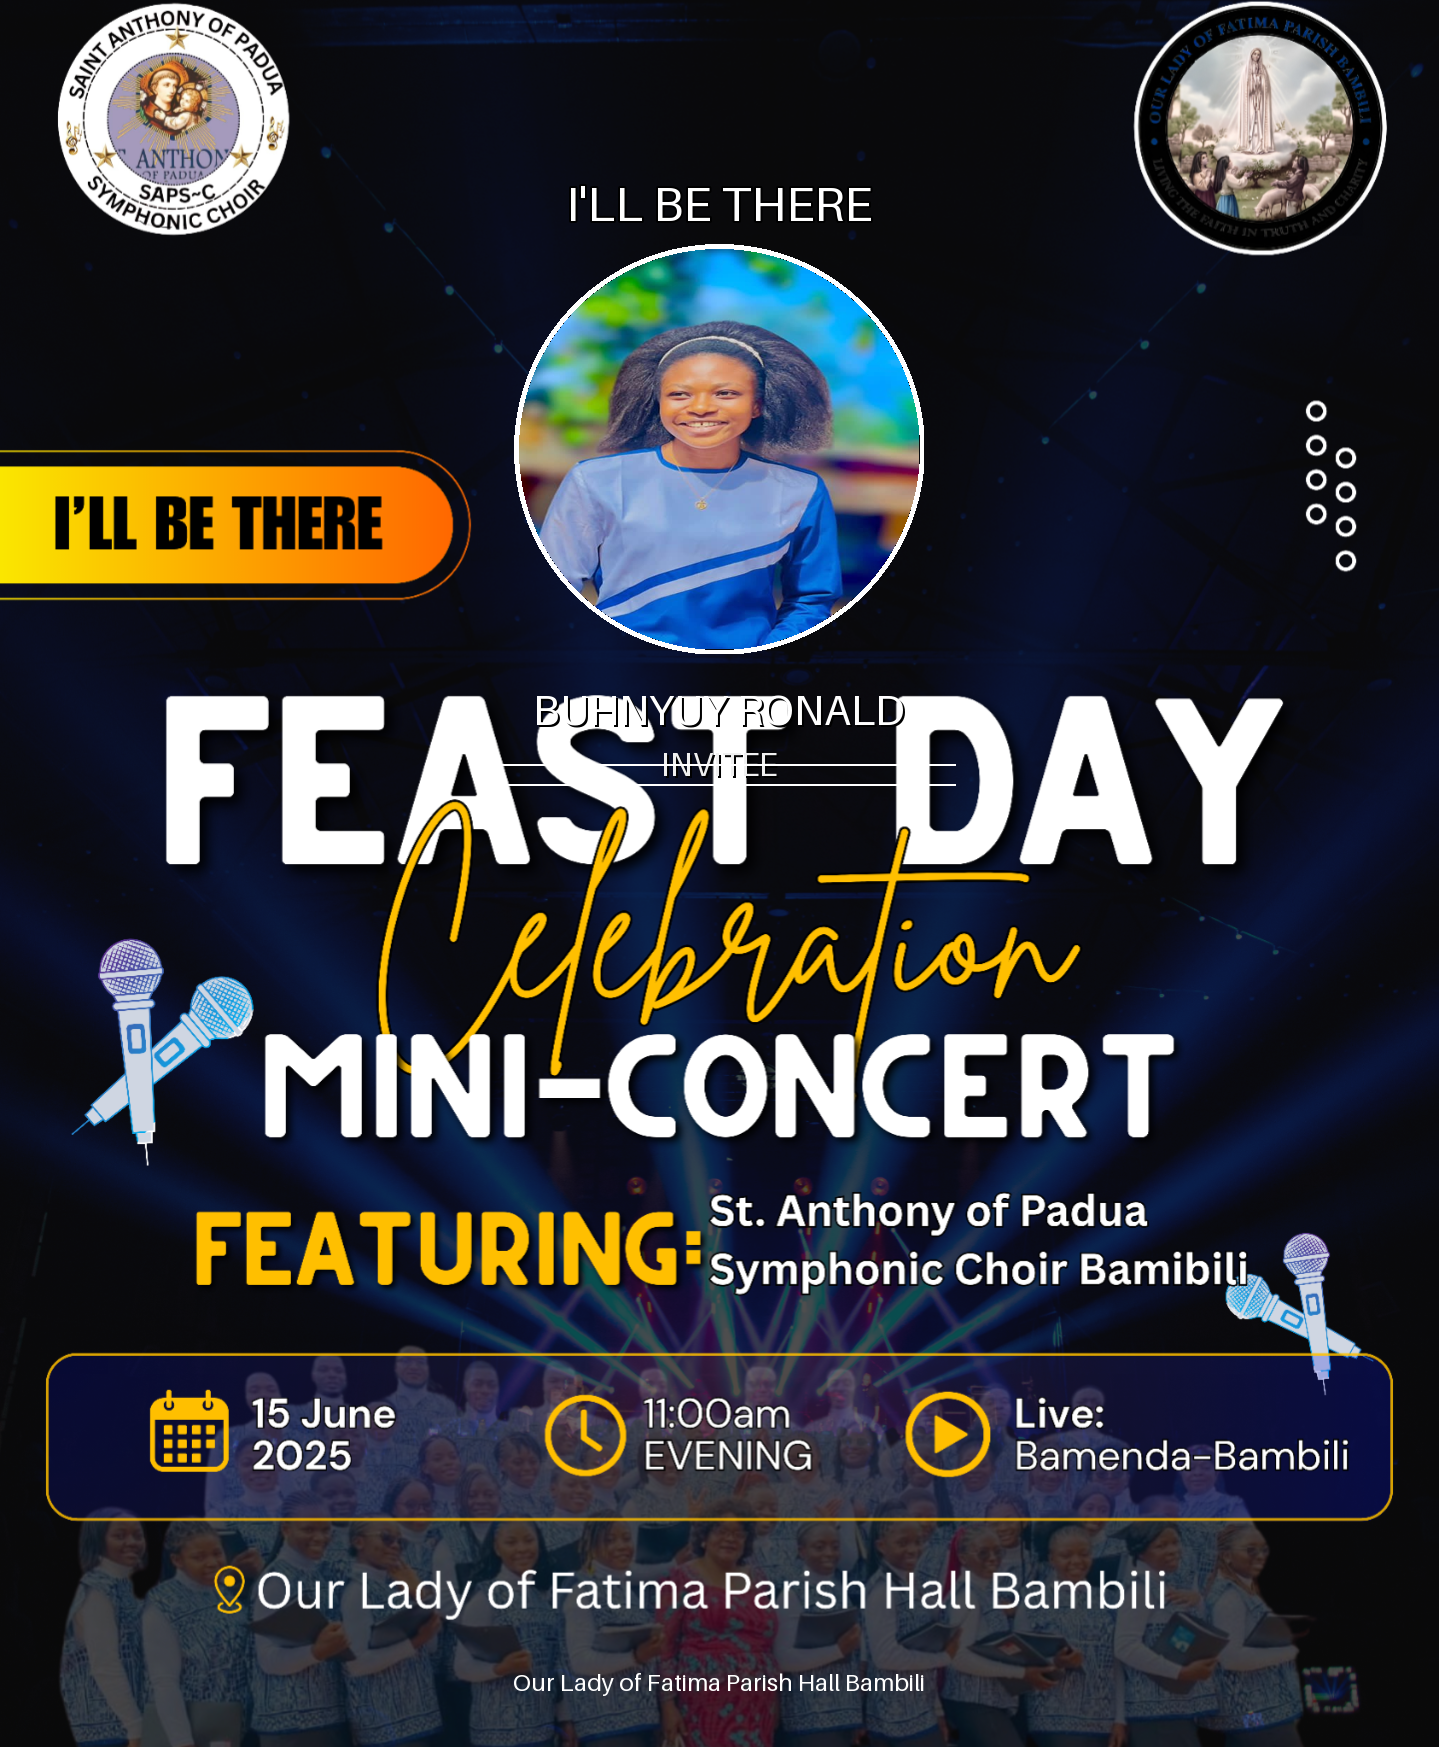 SAINT ANTHONY OF PADUA
ST. ANTHONY
OF PADUA
SAPS~C
SYMPHONIC CHOIR
OUR LADY OF FATIMA PARISH BAMBILI
LIVING THE FAITH IN TRUTH AND CHARITY
I'LL BE THERE
I'LL BE THERE
BUHNYUY RONALD
INVITEE
FEAST DAY
Celebration
MINI-CONCERT
FEATURING:
St. Anthony of Padua
Symphonic Choir Bamibili
15 June
2025
11:00am
EVENING
Live:
Bamenda-Bambili
Our Lady of Fatima Parish Hall Bambili
Our Lady of Fatima Parish Hall Bambili